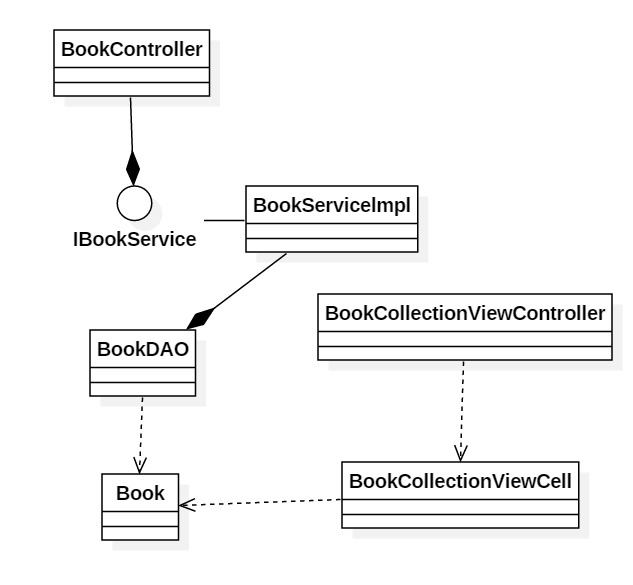 BookController
IBookService
BookServiceImpl
BookCollectionViewController
BookDAO
BookCollectionViewCell
Book